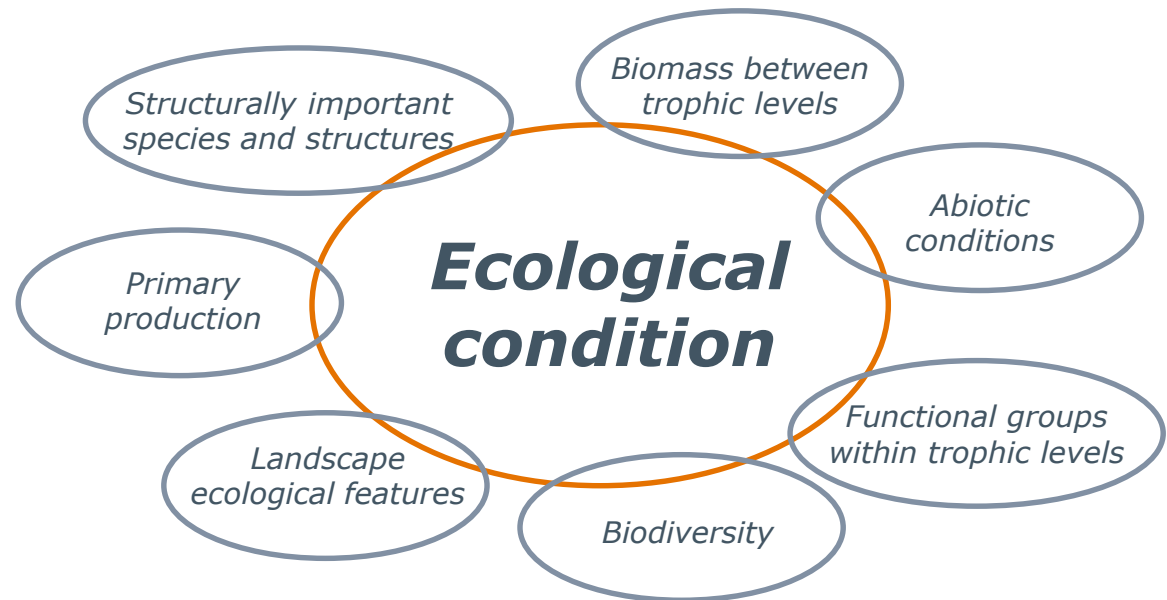 Biomass between
trophic levels
Structurally important
species and structures
Abiotic
conditions
Ecological
condition
Primary
production
Functional groups
within trophic levels
Landscape
ecological features
Biodiversity